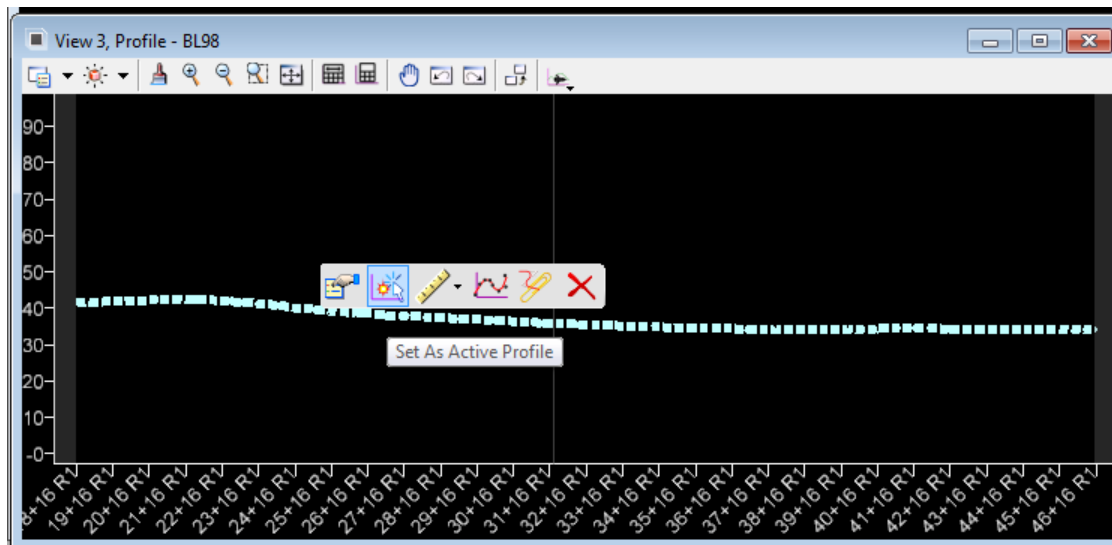 View 3, Profile - BL98
90
80
70
60
50
40
30
20
10
-0
Set As Active Profile
8+16 R1
19+16 R1
20+16 R1
21+16 R1
22+16 R1
23+16 R1
24+16 R1
25+16 R1
26+16 R1
27+16 R1
28+16 R1
29+16 R1
30+16 R1
31+16 R1
32+16 R1
33+16 R1
34+16 R1
35+16 R1
36+16 R1
37+16 R1
38+16 R1
39+16 R1
40+16 R1
41+16 R1
42+16 R1
43+16 R1
44+16 R1
45+16 R1
46+16 R1